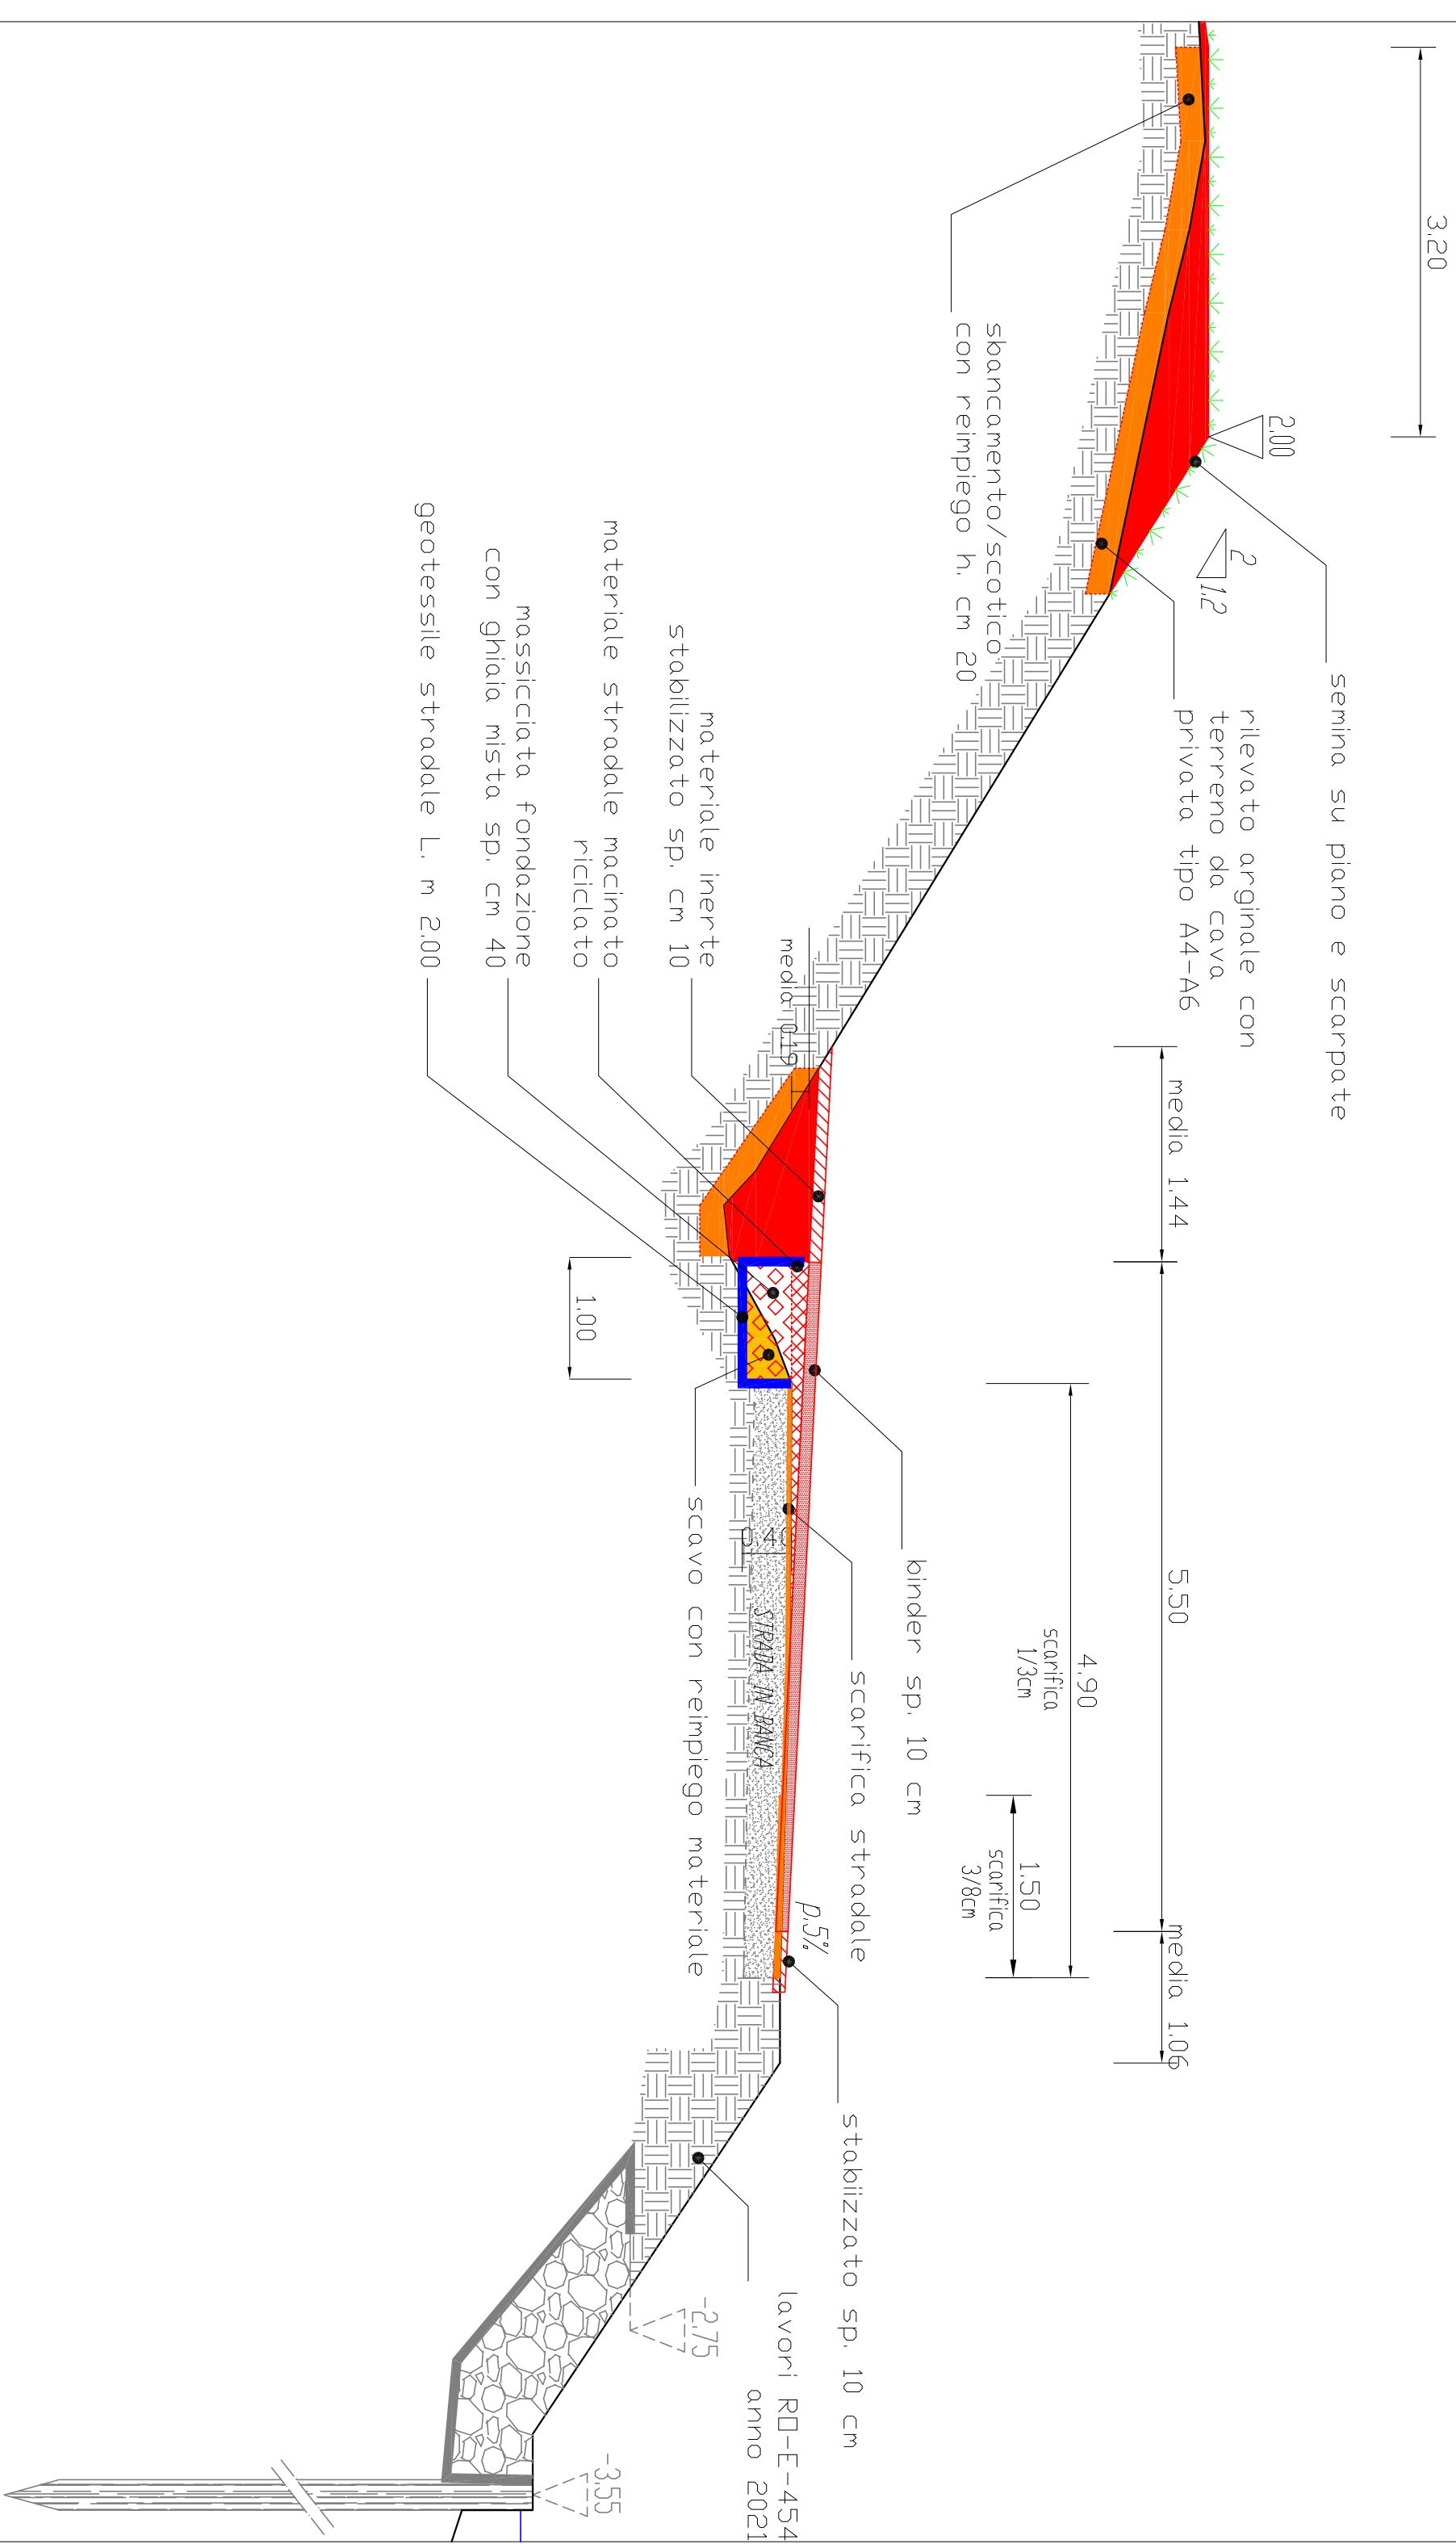 3.20
2.00
2
1.2
semina su piano e scarpate
rilevato arginale con
terreno da cava
privata tipo A4-A6
sbancamento/scotico
con reimpiego h. cm 20
media 1.44
5.50
media 1.06
4.90
scarifica
1/3cm
1.50
scarifica
3/8cm
media 0.19
materiale inerte
stabilizzato sp. cm 10
materiale stradale macinato
riciclato
massicciata fondazione
con ghiaia mista sp. cm 40
geotessile stradale L. m 2.00
1.00
binder sp. 10 cm
scarifica stradale
p.5%
0.40
STRADA IN BANCA
scavo con reimpiego materiale
stabiizzato sp. 10 cm
lavori RO-E-454
anno 2021
-2.75
-3.55